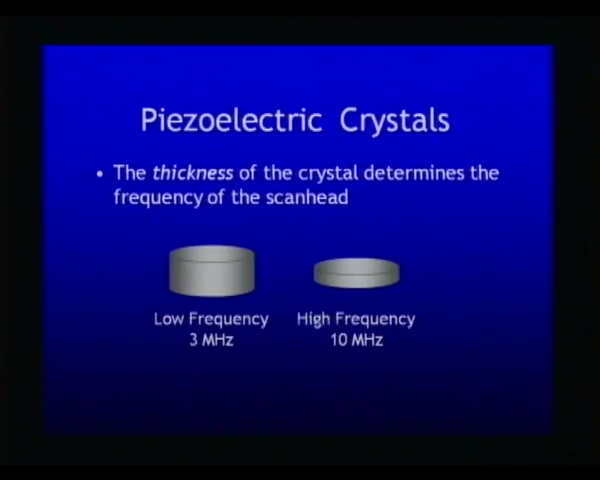 Piezoelectric Crystals
• The thickness of the crystal determines the
frequency of the scanhead
Low Frequency
3 MHz
High Frequency
10 MHz